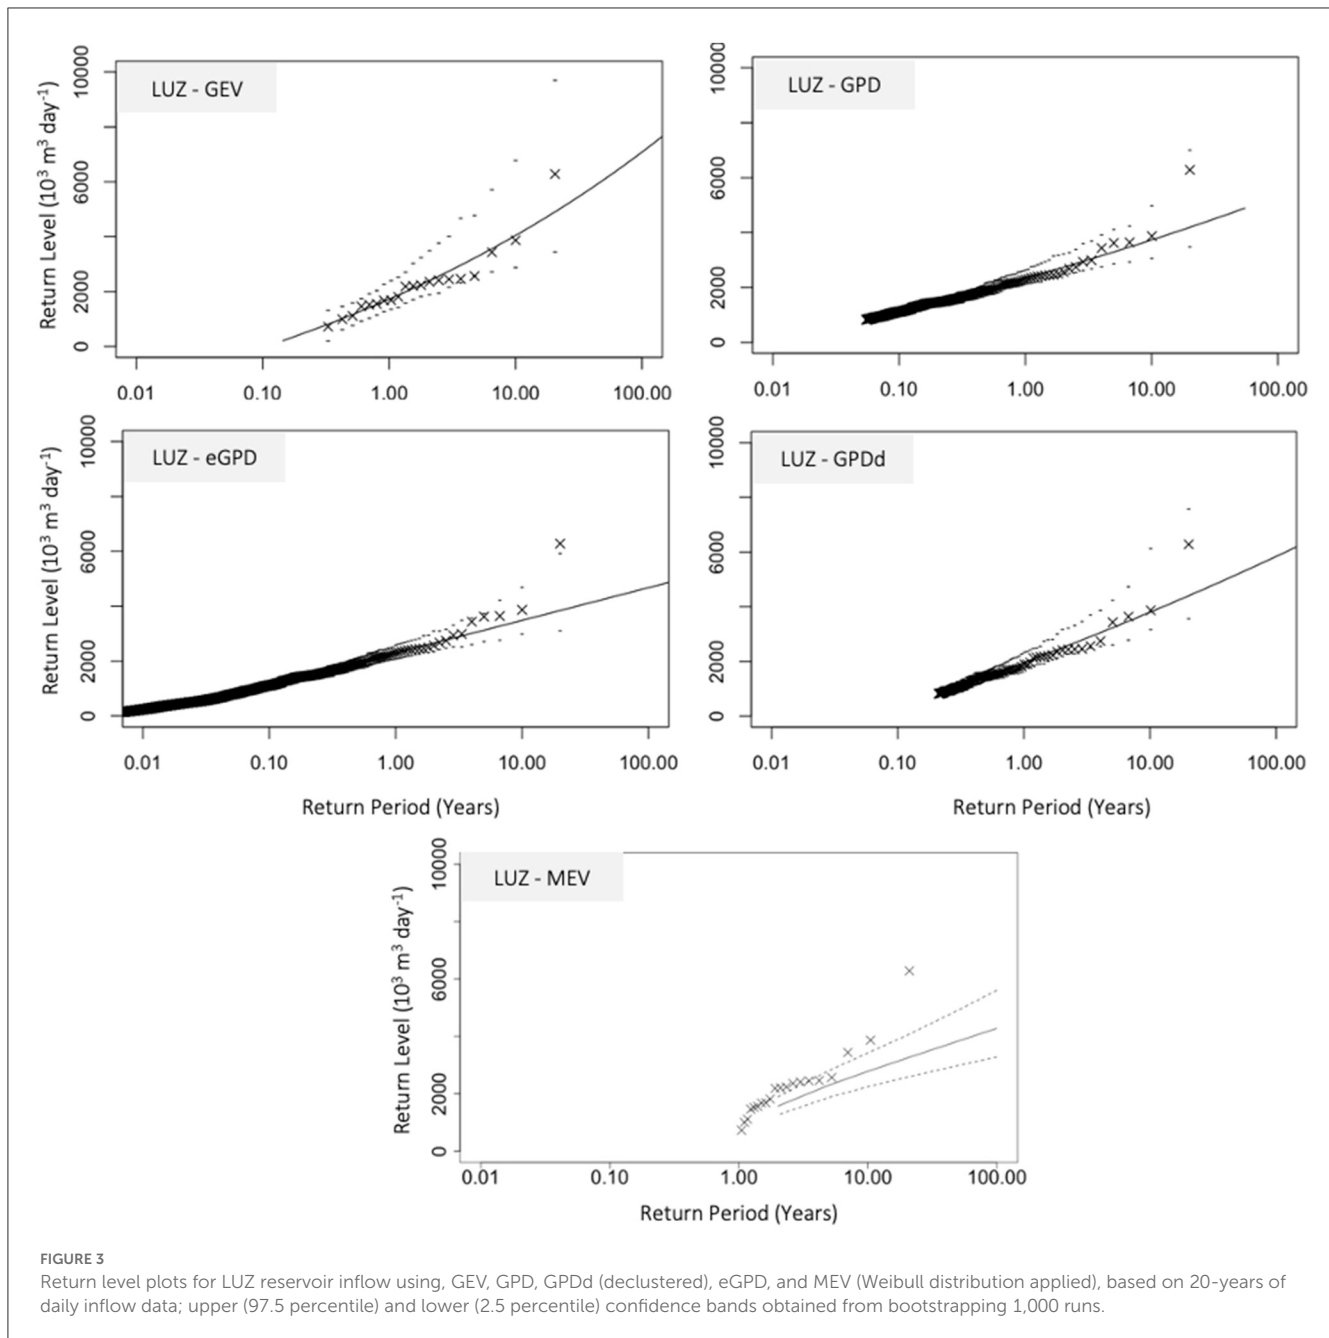 LUZ - GEV
Return Level (10³ m³ day⁻¹)
10000
6000
2000
0
0.01 0.10 1.00 10.00 100.00
LUZ - GPD
10000
6000
2000
0
0.01 0.10 1.00 10.00 100.00
LUZ - eGPD
Return Level (10³ m³ day⁻¹)
10000
6000
2000
0
0.01 0.10 1.00 10.00 100.00
Return Period (Years)
LUZ - GPDd
10000
6000
2000
0
0.01 0.10 1.00 10.00 100.00
Return Period (Years)
LUZ - MEV
Return Level (10³ m³ day⁻¹)
10000
6000
2000
0
0.01 0.10 1.00 10.00 100.00
Return Period (Years)
FIGURE 3
Return level plots for LUZ reservoir inflow using, GEV, GPD, GPDd (declustered), eGPD, and MEV (Weibull distribution applied), based on 20-years of
daily inflow data; upper (97.5 percentile) and lower (2.5 percentile) confidence bands obtained from bootstrapping 1,000 runs.